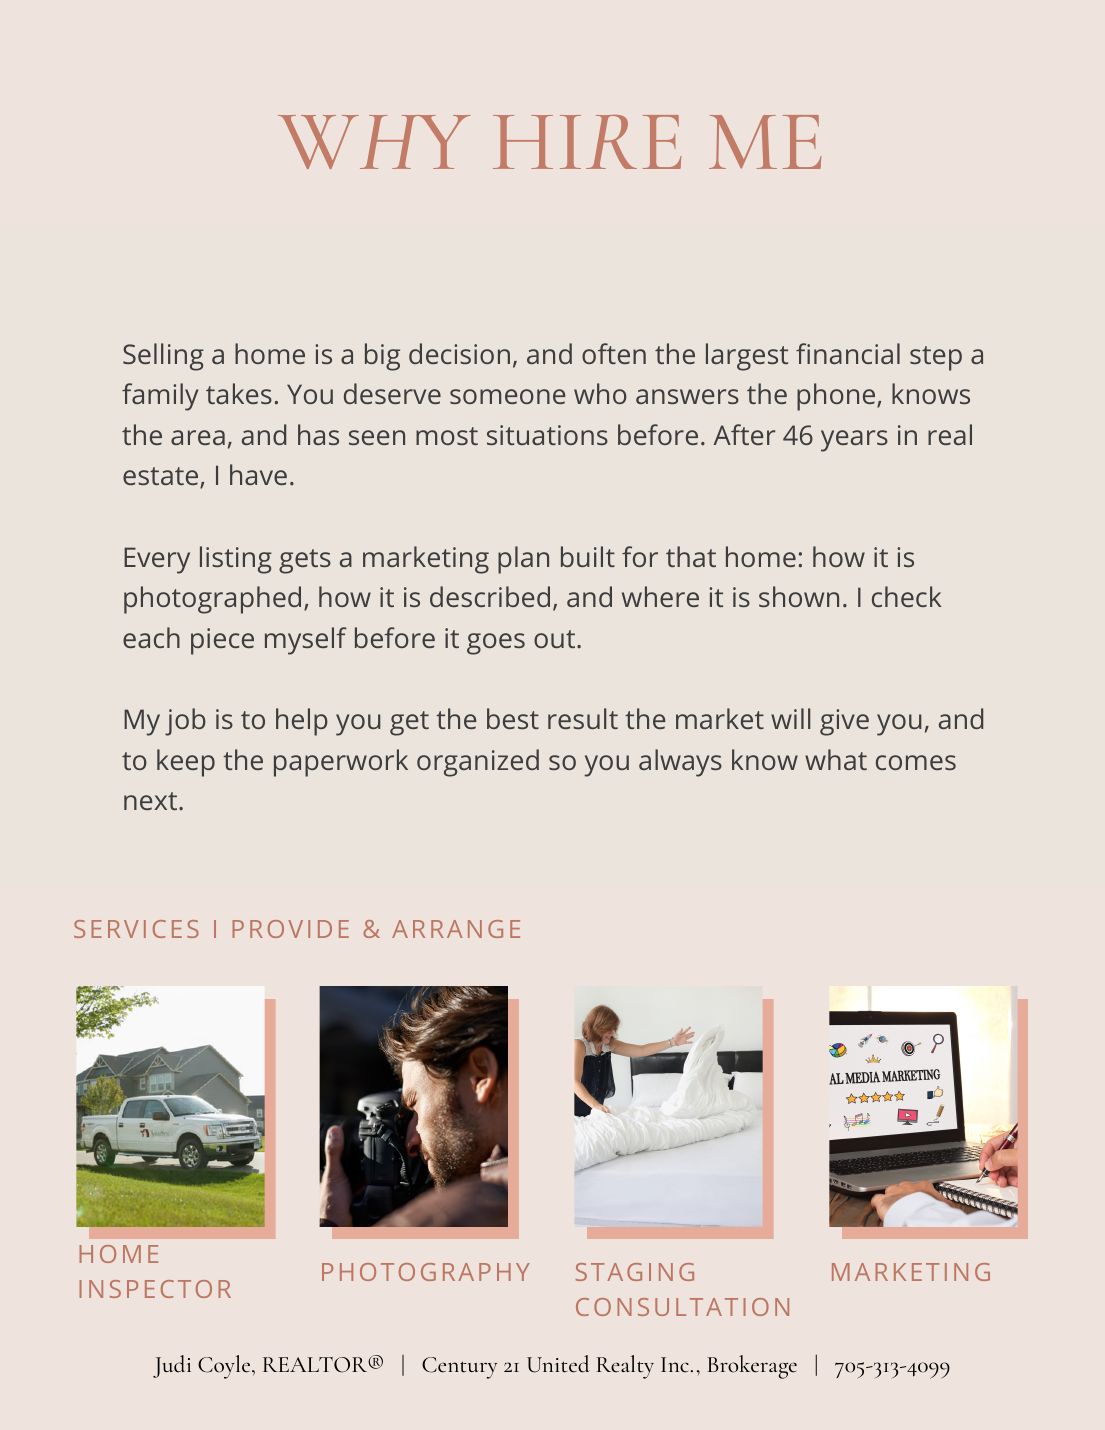 WHY HIRE ME
Selling a home is a big decision, and often the largest financial step a
family takes. You deserve someone who answers the phone, knows
the area, and has seen most situations before. After 46 years in real
estate, I have.
Every listing gets a marketing plan built for that home: how it is
photographed, how it is described, and where it is shown. I check
each piece myself before it goes out.
My job is to help you get the best result the market will give you, and
to keep the paperwork organized so you always know what comes
next.
SERVICES I PROVIDE & ARRANGE
AL MEDIA MARKETING
HOME
INSPECTOR
PHOTOGRAPHY
STAGING
CONSULTATION
MARKETING
Judi Coyle, REALTOR® | Century 21 United Realty Inc., Brokerage | 705-313-4099